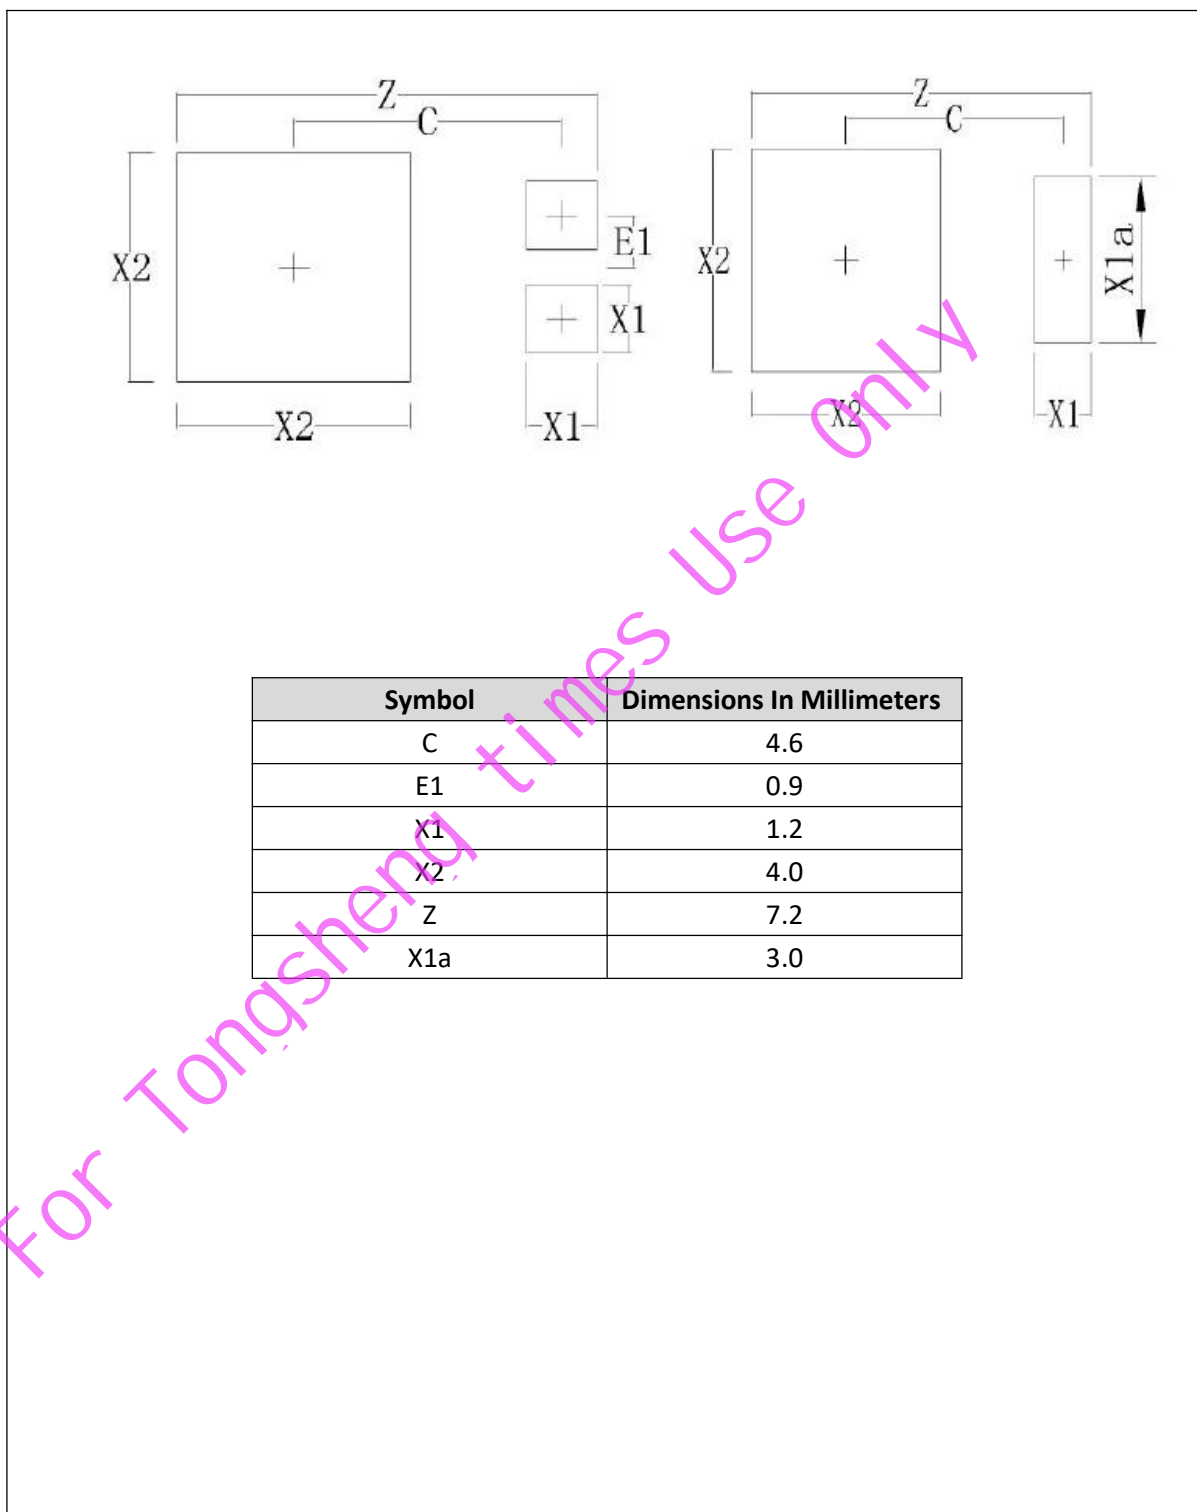 Z
C
X2
E1
X1
X2
X1
Z
C
X2
X1a
X2
X1
Symbol Dimensions In Millimeters
C 4.6
E1 0.9
X1 1.2
X2 4.0
Z 7.2
X1a 3.0
For Tongsheng times Use Only